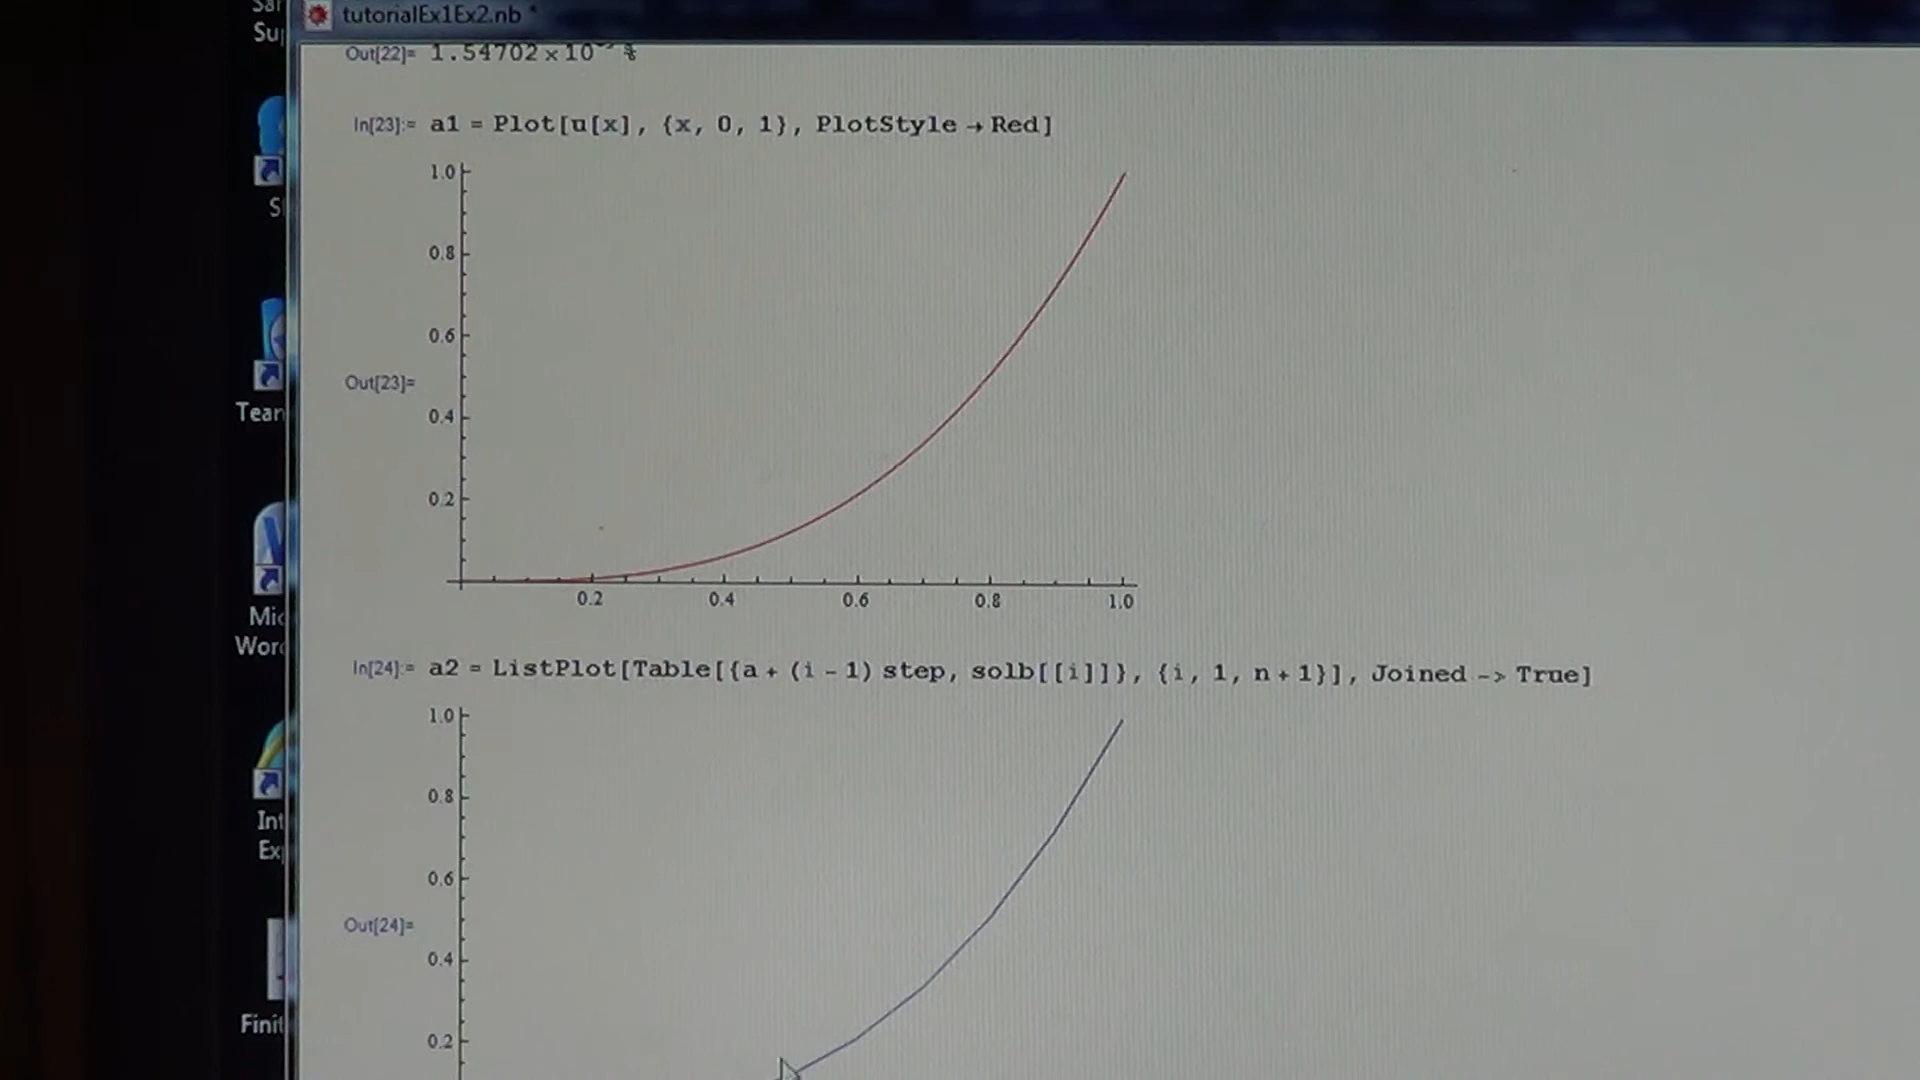 tutorialEx1Ex2.nb *
Out[22]= 1.54702×10 %
In[23]:= a1 = Plot[u[x], {x, 0, 1}, PlotStyle → Red]
1.0
0.8
0.6
Out[23]=
0.4
0.2
0.2 0.4 0.6 0.8 1.0
In[24]:= a2 = ListPlot[Table[{a + (i - 1) step, solb[[i]]}, {i, 1, n + 1}], Joined -> True]
1.0
0.8
0.6
Out[24]=
0.4
0.2
Sup
S
Team
Mic
Word
Int
Exp
Finit